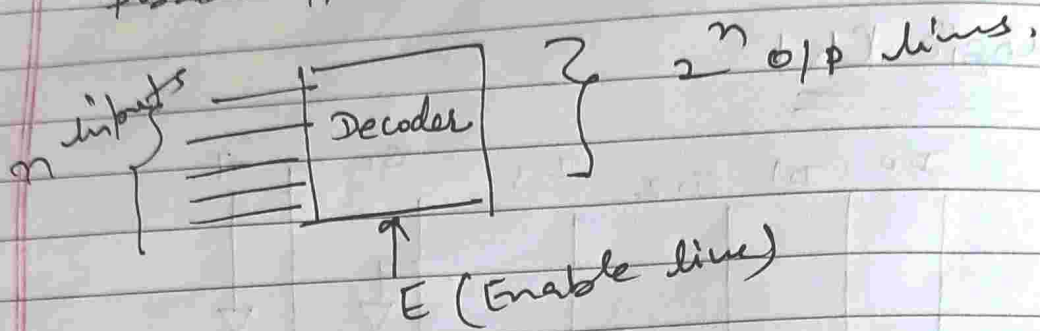 n inputs
Decoder
2^n o/p lines.
E (Enable line)